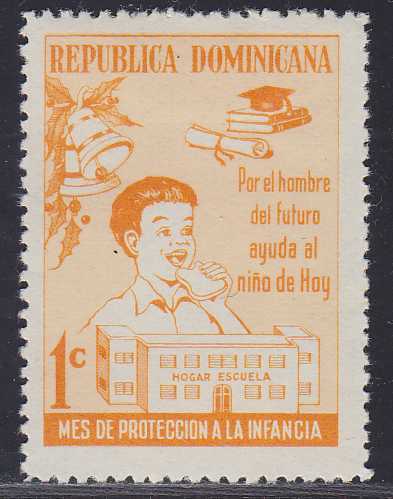 REPUBLICA DOMINICANA
Por el hombre
del futuro
ayuda al
niño de Hoy
1c
HOGAR ESCUELA
MES DE PROTECCION A LA INFANCIA